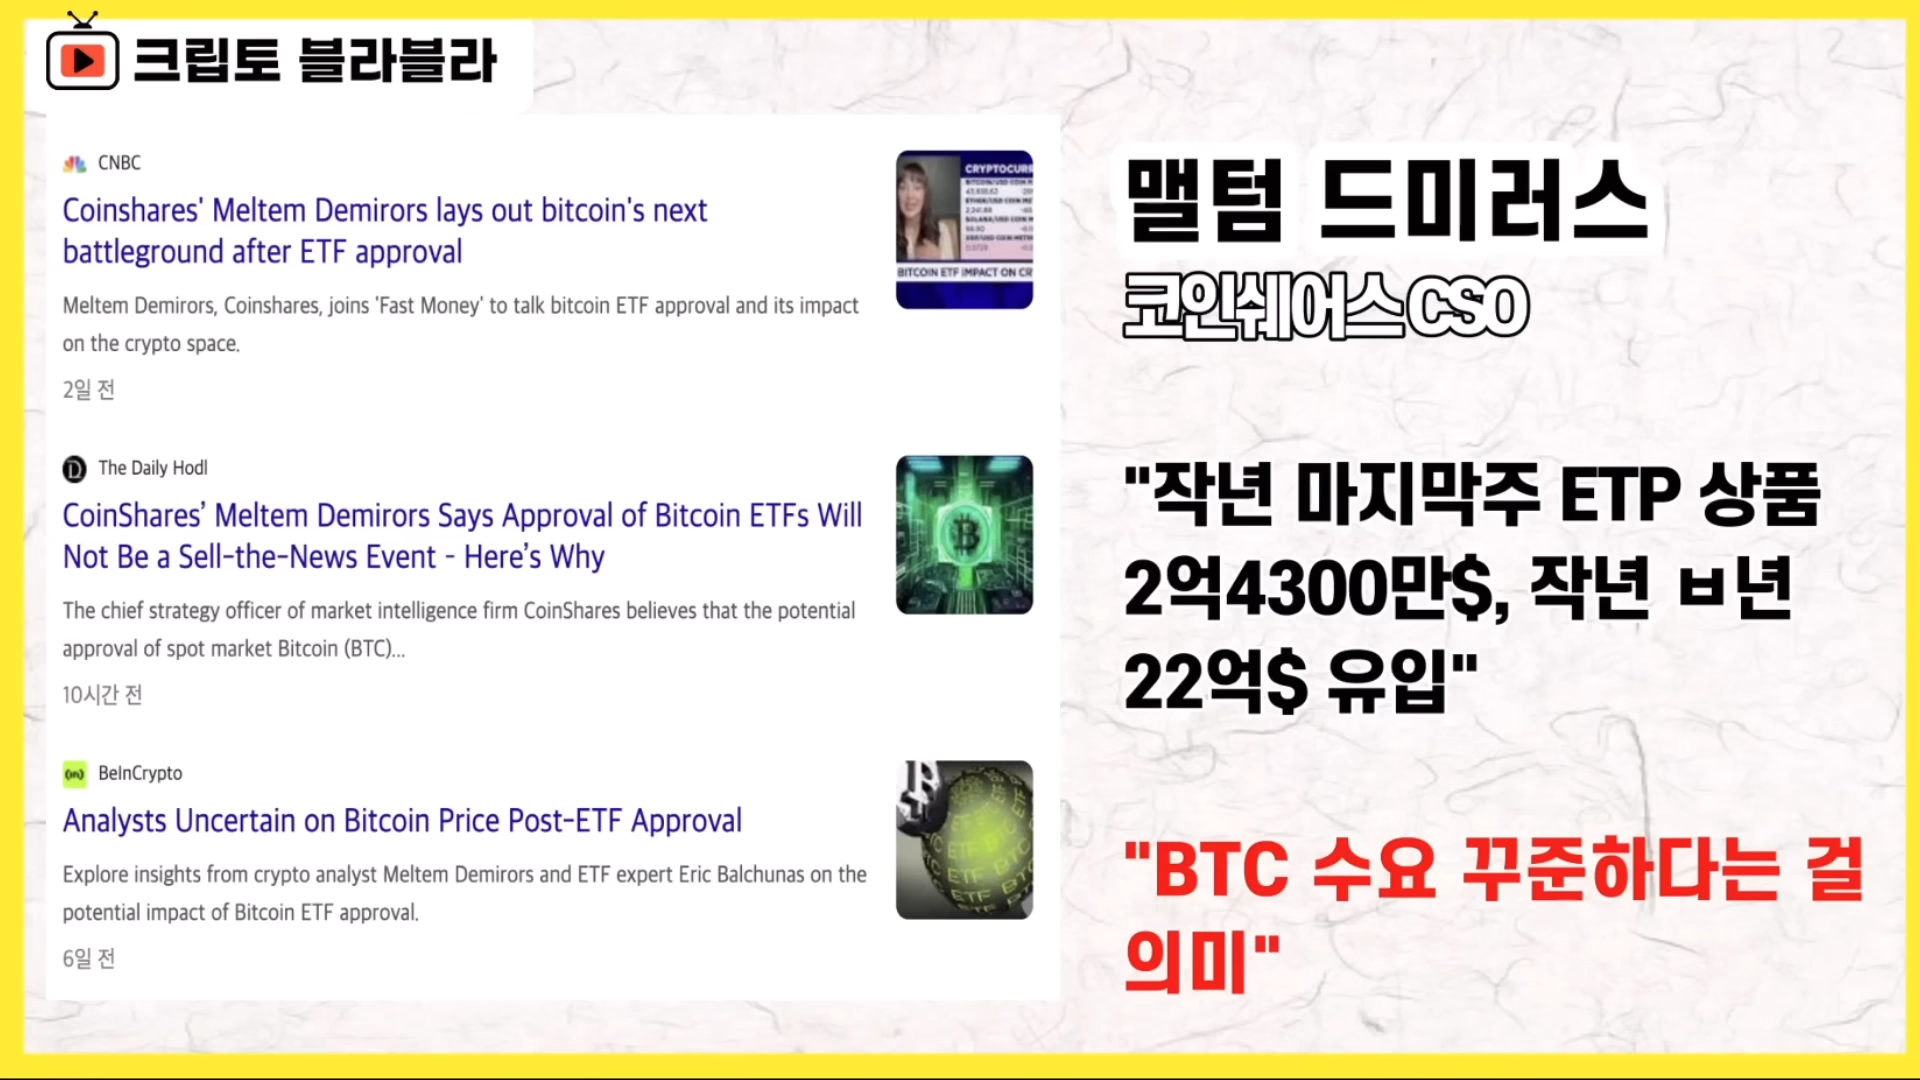 크립토 블라블라
CNBC
Coinshares' Meltem Demirors lays out bitcoin's next
battleground after ETF approval
Meltem Demirors, Coinshares, joins 'Fast Money' to talk bitcoin ETF approval and its impact
on the crypto space.
2일 전
CRYPTOCURR
BITCOIN ETF IMPACT ON CR
The Daily Hodl
CoinShares’ Meltem Demirors Says Approval of Bitcoin ETFs Will
Not Be a Sell-the-News Event - Here’s Why
The chief strategy officer of market intelligence firm CoinShares believes that the potential
approval of spot market Bitcoin (BTC)...
10시간 전
BeInCrypto
Analysts Uncertain on Bitcoin Price Post-ETF Approval
Explore insights from crypto analyst Meltem Demirors and ETF expert Eric Balchunas on the
potential impact of Bitcoin ETF approval.
6일 전
맬텀 드미러스
코인쉐어스 CSO
"작년 마지막주 ETP 상품
2억4300만$, 작년 ㅂ년
22억$ 유입"
"BTC 수요 꾸준하다는 걸
의미"